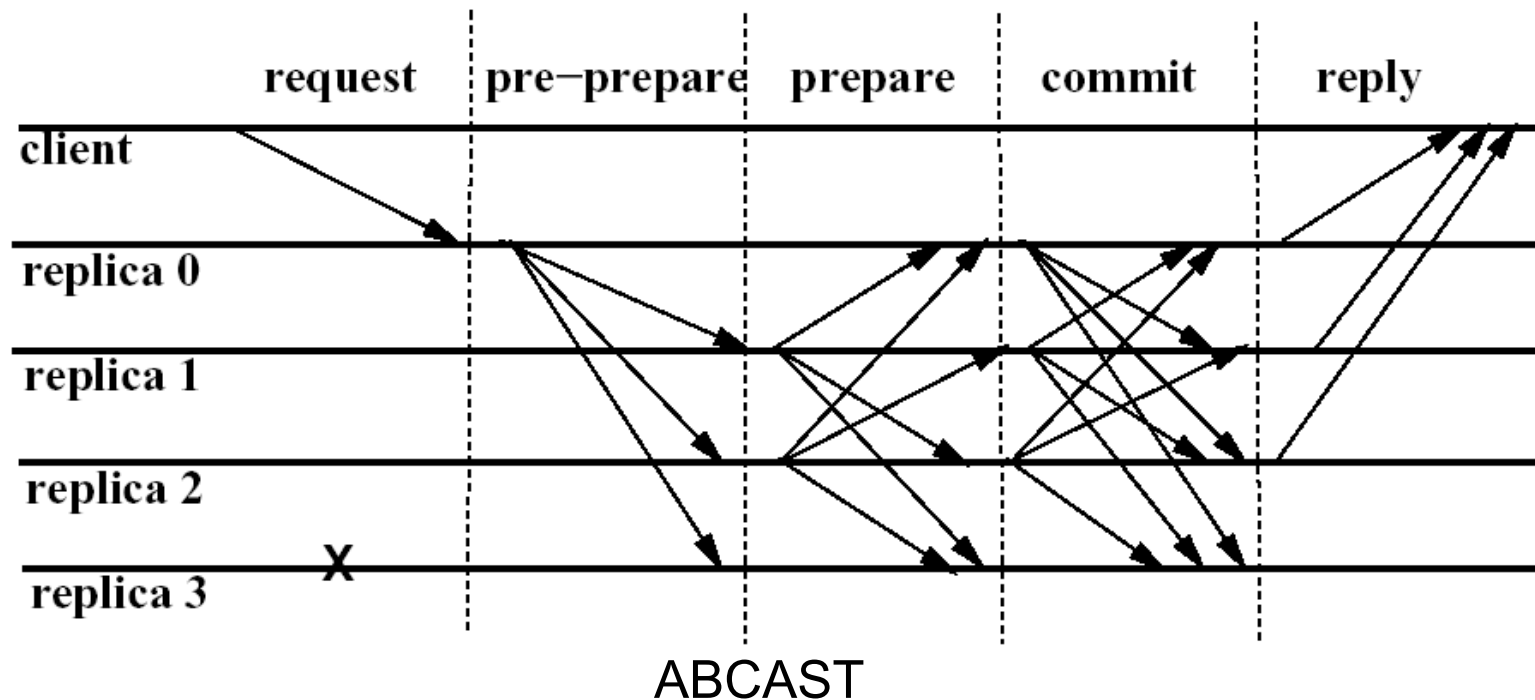 request pre-prepare prepare commit reply
client
replica 0
replica 1
replica 2
X
replica 3
ABCAST